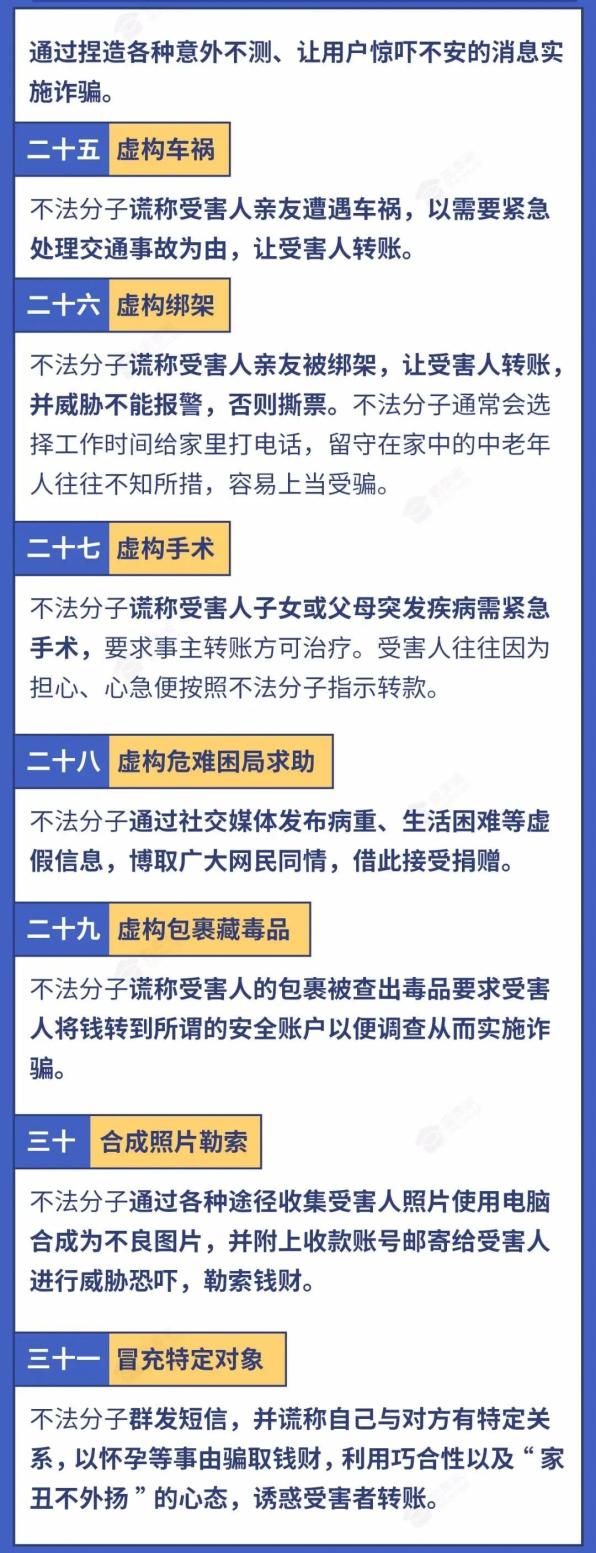 通过捏造各种意外不测、让用户惊吓不安的消息实
施诈骗。
二十五 虚构车祸
不法分子谎称受害人亲友遭遇车祸，以需要紧急
处理交通事故为由，让受害人转账。
二十六 虚构绑架
不法分子谎称受害人亲友被绑架，让受害人转账，
并威胁不能报警，否则撕票。不法分子通常会选
择工作时间给家里打电话，留守在家中的中老年
人往往不知所措，容易上当受骗。
二十七 虚构手术
不法分子谎称受害人子女或父母突发疾病需紧急
手术，要求事主转账方可治疗。受害人往往因为
担心、心急便按照不法分子指示转款。
二十八 虚构危难困局求助
不法分子通过社交媒体发布病重、生活困难等虚
假信息，博取广大网民同情，借此接受捐赠。
二十九 虚构包裹藏毒品
不法分子谎称受害人的包裹被查出毒品要求受害
人将钱转到所谓的安全账户以便调查从而实施诈
骗。
三十 合成照片勒索
不法分子通过各种途径收集受害人照片使用电脑
合成为不良图片，并附上收款账号邮寄给受害人
进行威胁恐吓，勒索钱财。
三十一 冒充特定对象
不法分子群发短信，并谎称自己与对方有特定关
系，以怀孕等事由骗取钱财，利用巧合性以及“家
丑不外扬”的心态，诱惑受害者转账。